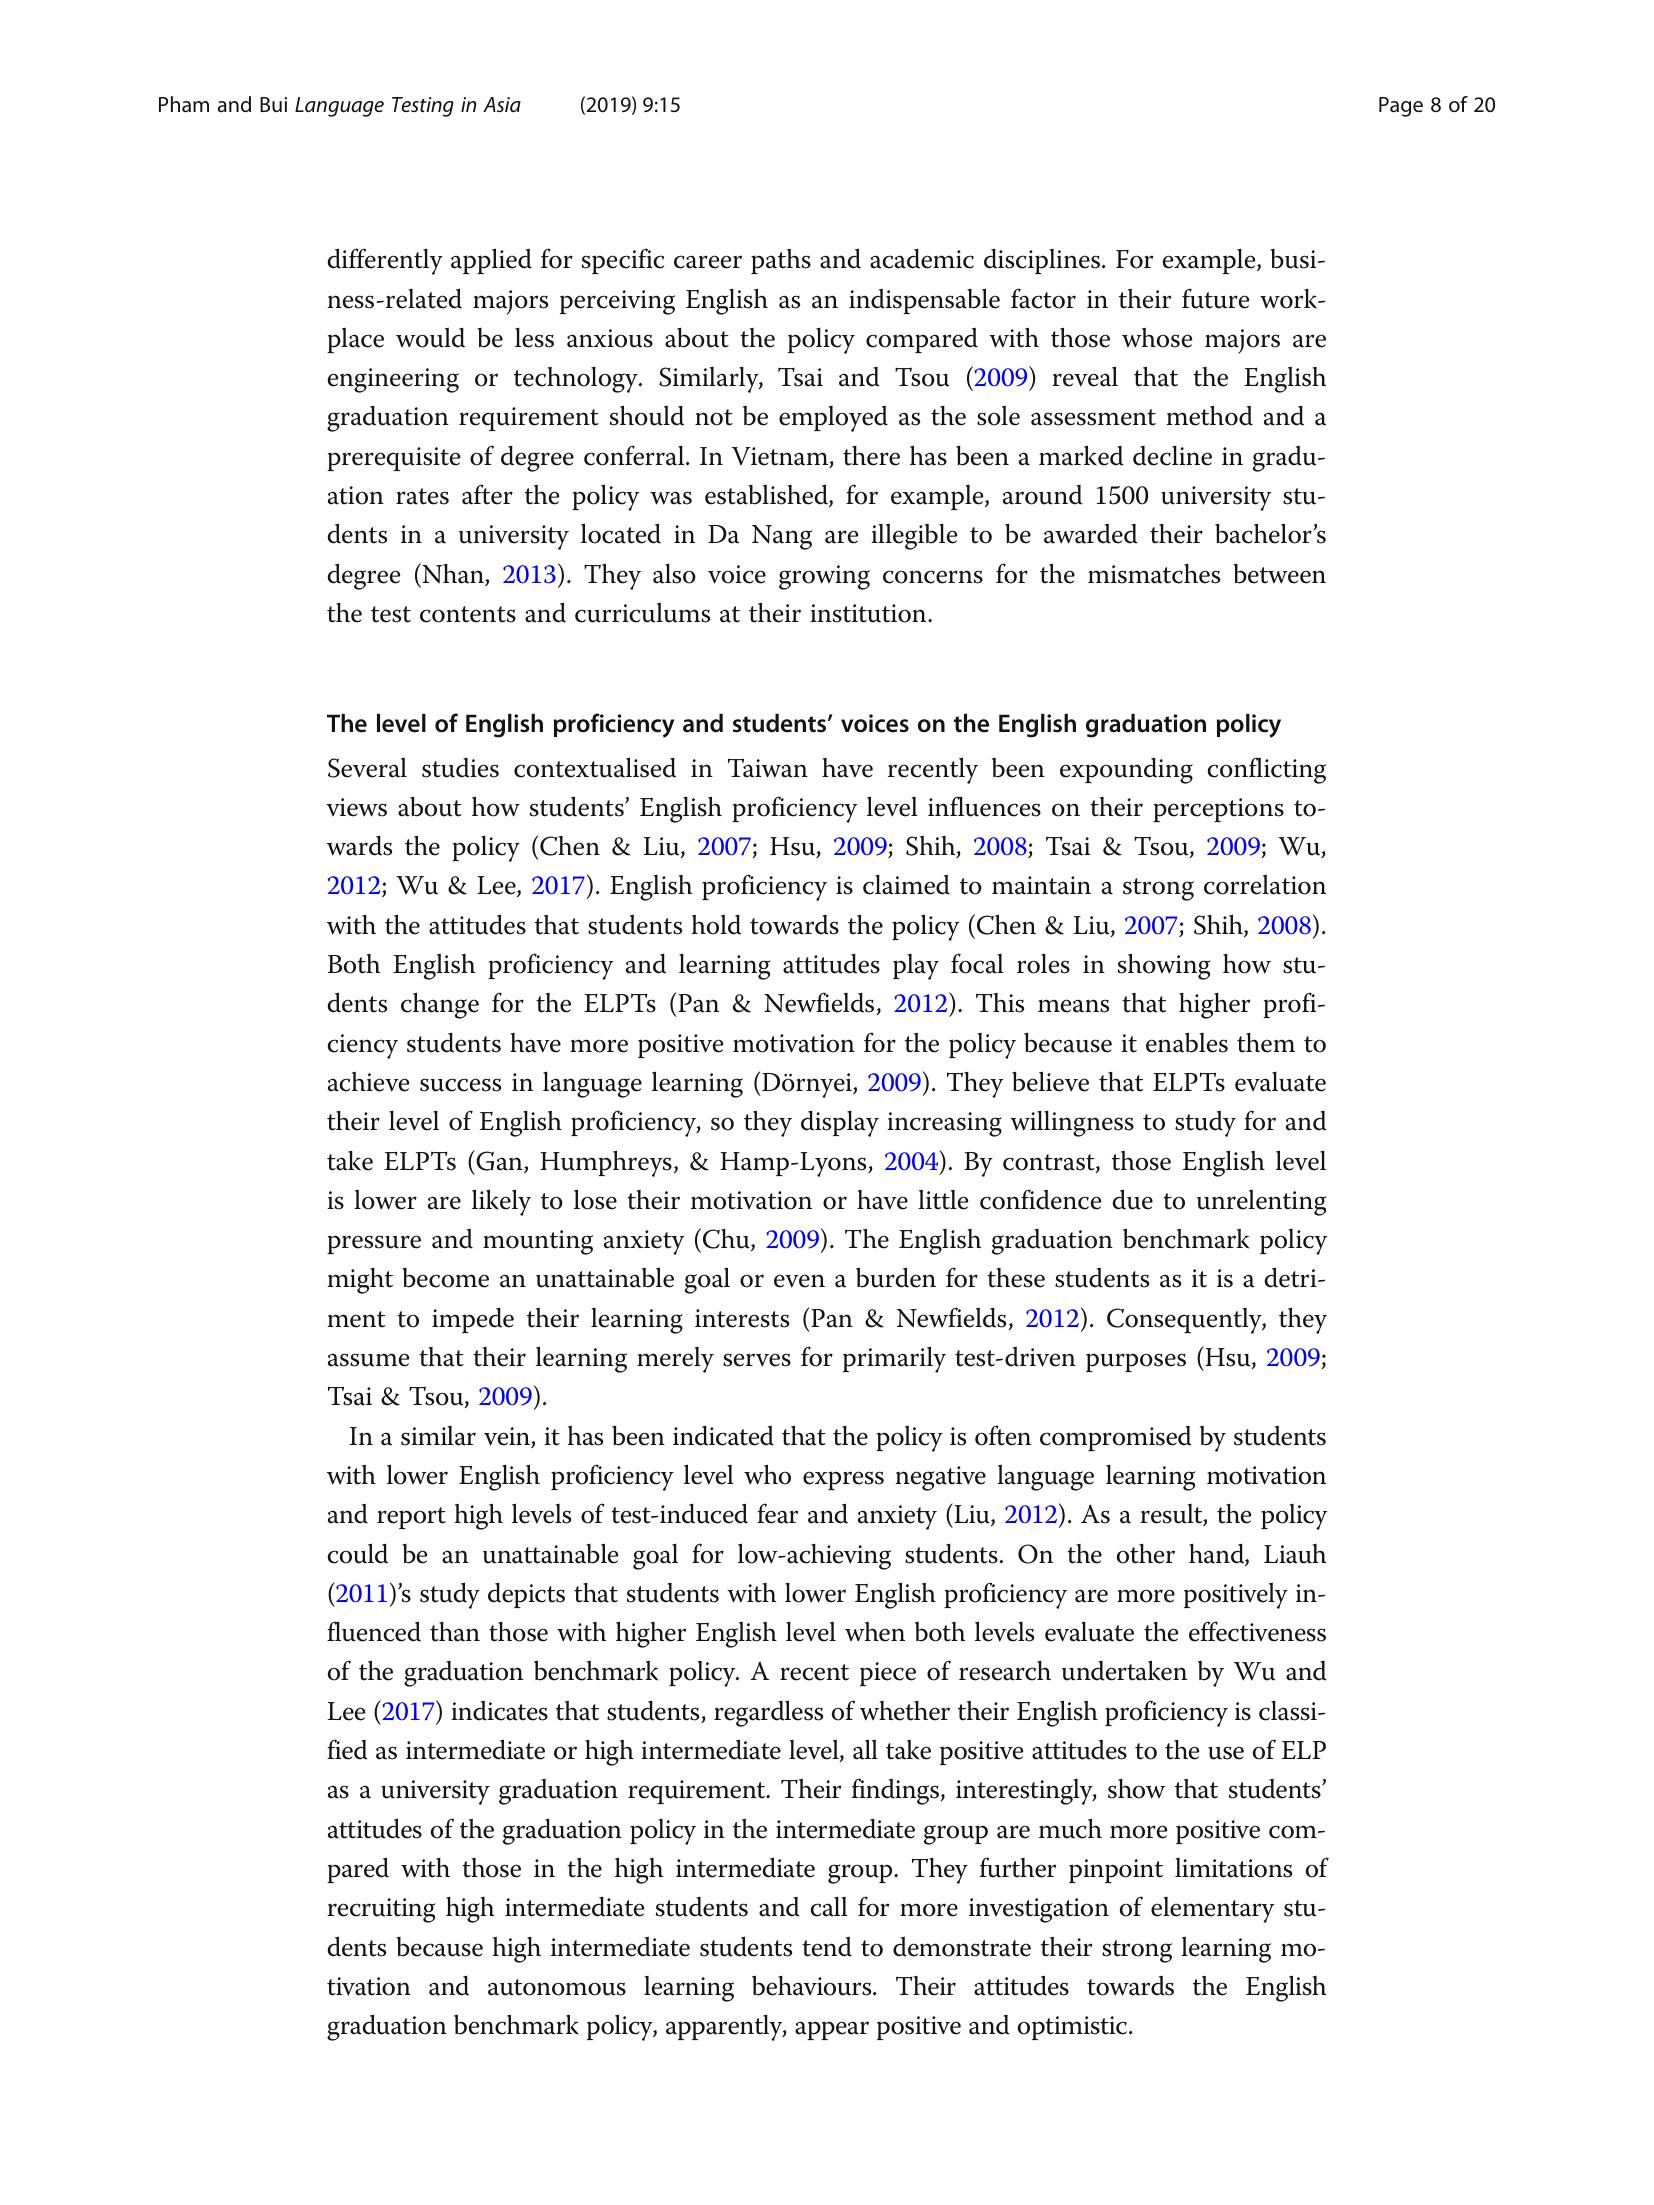 Pham and Bui Language Testing in Asia (2019) 9:15 Page 8 of 20
differently applied for specific career paths and academic disciplines. For example, busi-
ness-related majors perceiving English as an indispensable factor in their future work-
place would be less anxious about the policy compared with those whose majors are
engineering or technology. Similarly, Tsai and Tsou (2009) reveal that the English
graduation requirement should not be employed as the sole assessment method and a
prerequisite of degree conferral. In Vietnam, there has been a marked decline in gradu-
ation rates after the policy was established, for example, around 1500 university stu-
dents in a university located in Da Nang are illegible to be awarded their bachelor’s
degree (Nhan, 2013). They also voice growing concerns for the mismatches between
the test contents and curriculums at their institution.
The level of English proficiency and students’ voices on the English graduation policy
Several studies contextualised in Taiwan have recently been expounding conflicting
views about how students’ English proficiency level influences on their perceptions to-
wards the policy (Chen & Liu, 2007; Hsu, 2009; Shih, 2008; Tsai & Tsou, 2009; Wu,
2012; Wu & Lee, 2017). English proficiency is claimed to maintain a strong correlation
with the attitudes that students hold towards the policy (Chen & Liu, 2007; Shih, 2008).
Both English proficiency and learning attitudes play focal roles in showing how stu-
dents change for the ELPTs (Pan & Newfields, 2012). This means that higher profi-
ciency students have more positive motivation for the policy because it enables them to
achieve success in language learning (Dörnyei, 2009). They believe that ELPTs evaluate
their level of English proficiency, so they display increasing willingness to study for and
take ELPTs (Gan, Humphreys, & Hamp-Lyons, 2004). By contrast, those English level
is lower are likely to lose their motivation or have little confidence due to unrelenting
pressure and mounting anxiety (Chu, 2009). The English graduation benchmark policy
might become an unattainable goal or even a burden for these students as it is a detri-
ment to impede their learning interests (Pan & Newfields, 2012). Consequently, they
assume that their learning merely serves for primarily test-driven purposes (Hsu, 2009;
Tsai & Tsou, 2009).
In a similar vein, it has been indicated that the policy is often compromised by students
with lower English proficiency level who express negative language learning motivation
and report high levels of test-induced fear and anxiety (Liu, 2012). As a result, the policy
could be an unattainable goal for low-achieving students. On the other hand, Liauh
(2011)’s study depicts that students with lower English proficiency are more positively in-
fluenced than those with higher English level when both levels evaluate the effectiveness
of the graduation benchmark policy. A recent piece of research undertaken by Wu and
Lee (2017) indicates that students, regardless of whether their English proficiency is classi-
fied as intermediate or high intermediate level, all take positive attitudes to the use of ELP
as a university graduation requirement. Their findings, interestingly, show that students’
attitudes of the graduation policy in the intermediate group are much more positive com-
pared with those in the high intermediate group. They further pinpoint limitations of
recruiting high intermediate students and call for more investigation of elementary stu-
dents because high intermediate students tend to demonstrate their strong learning mo-
tivation and autonomous learning behaviours. Their attitudes towards the English
graduation benchmark policy, apparently, appear positive and optimistic.